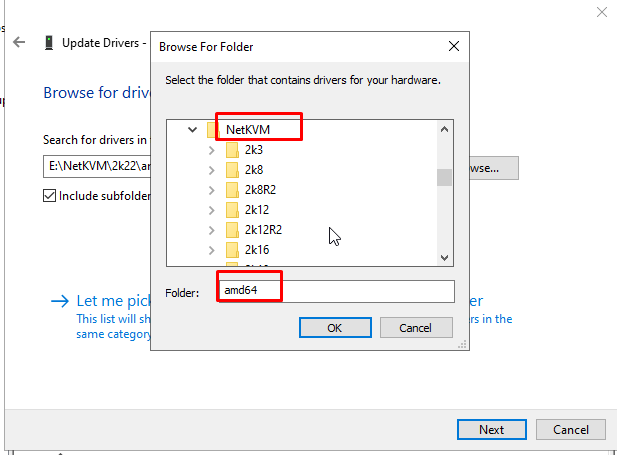 Update Drivers -
Browse For Folder
Select the folder that contains drivers for your hardware.
Browse for driv
Search for drivers in t
E:\NetKVM\2k22\an
wse...
Include subfolder
NetKVM
2k3
2k8
2k8R2
2k12
2k12R2
2k16
Folder:
amd64
OK
Cancel
Let me pick
er
This list will sh
rs in the
same category
Next
Cancel